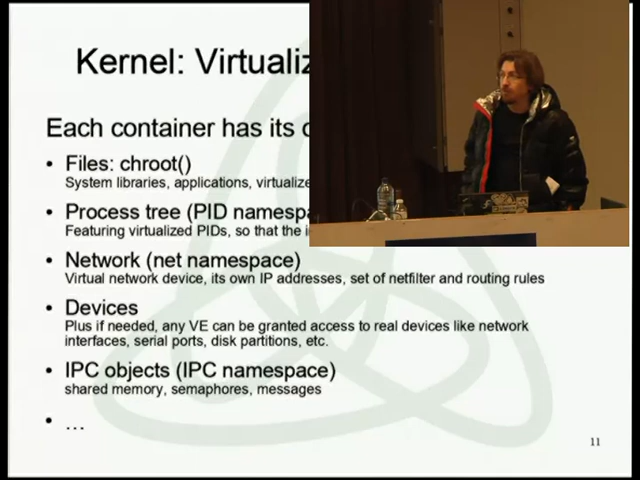 Kernel: Virtualiz
Each container has its
• Files: chroot()
System libraries, applications, virtualize
• Process tree (PID namespa
Featuring virtualized PIDs, so that the i
• Network (net namespace)
Virtual network device, its own IP addresses, set of netfilter and routing rules
• Devices
Plus if needed, any VE can be granted access to real devices like network
interfaces, serial ports, disk partitions, etc.
• IPC objects (IPC namespace)
shared memory, semaphores, messages
• ...
11